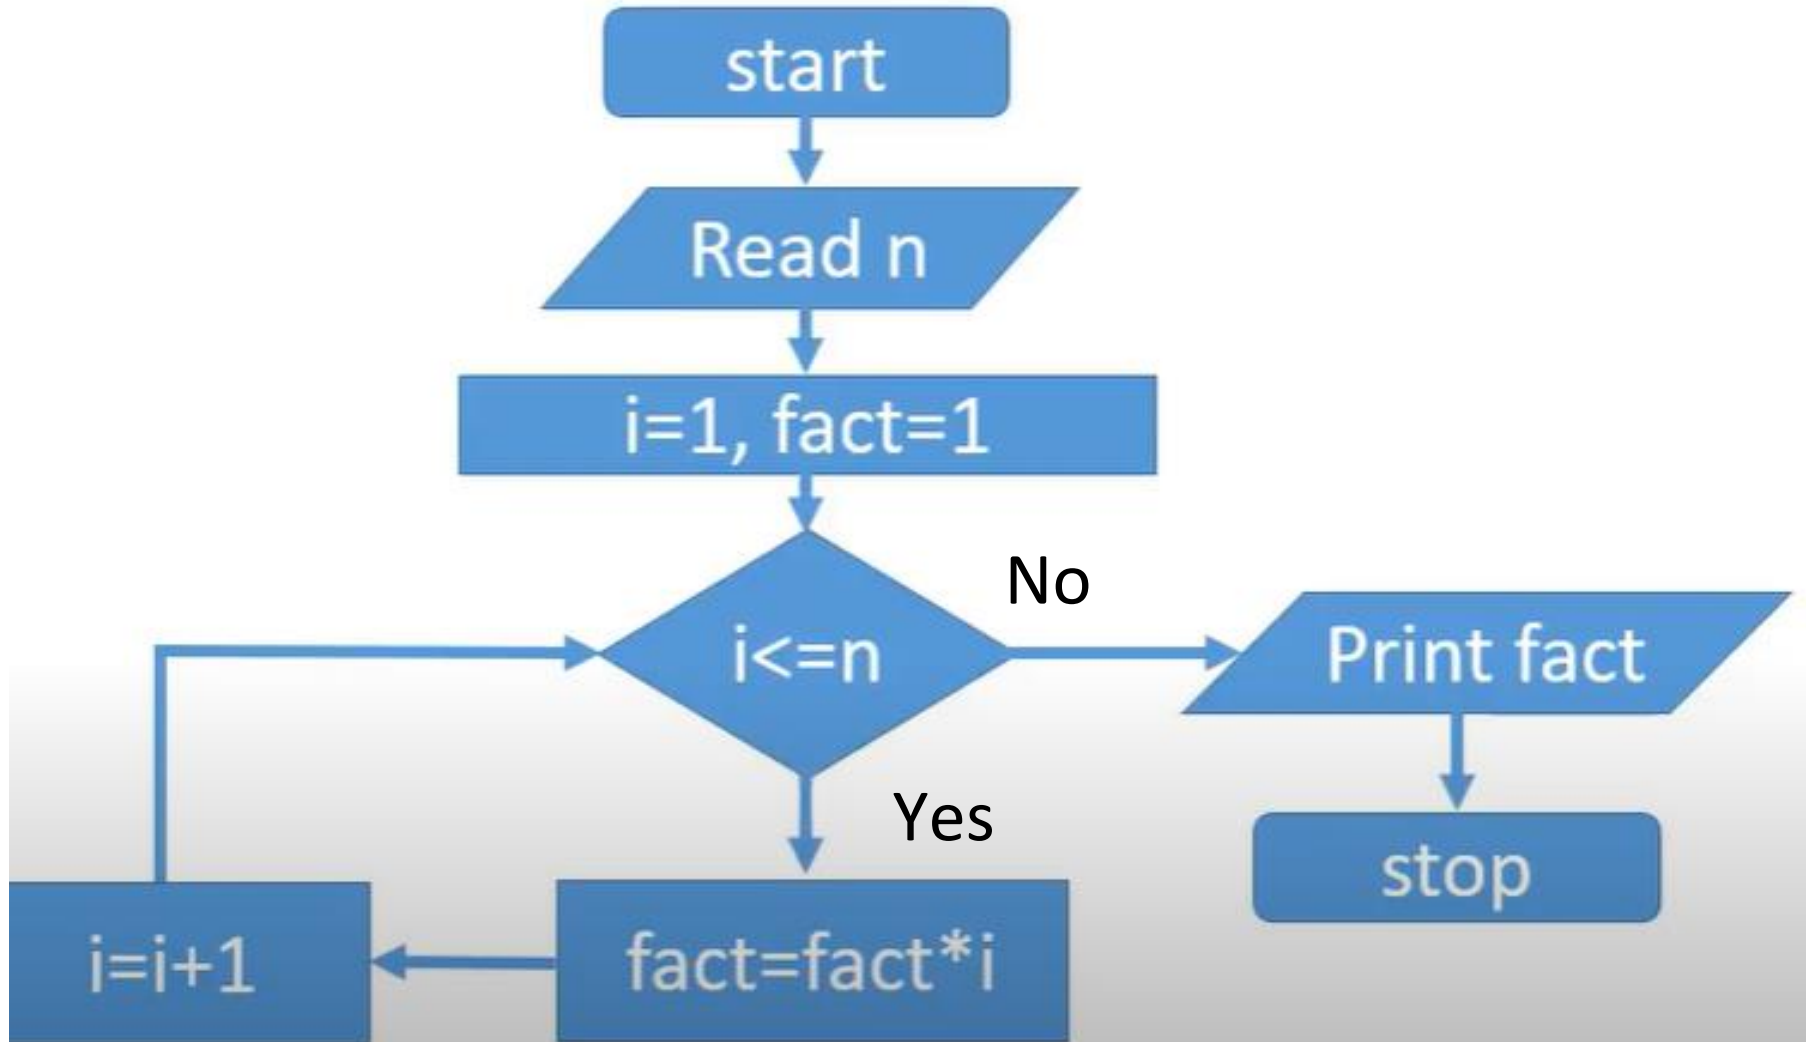 start
Read n
i=1, fact=1
No
i<=n
Print fact
Yes
stop
i=i+1
fact=fact*i